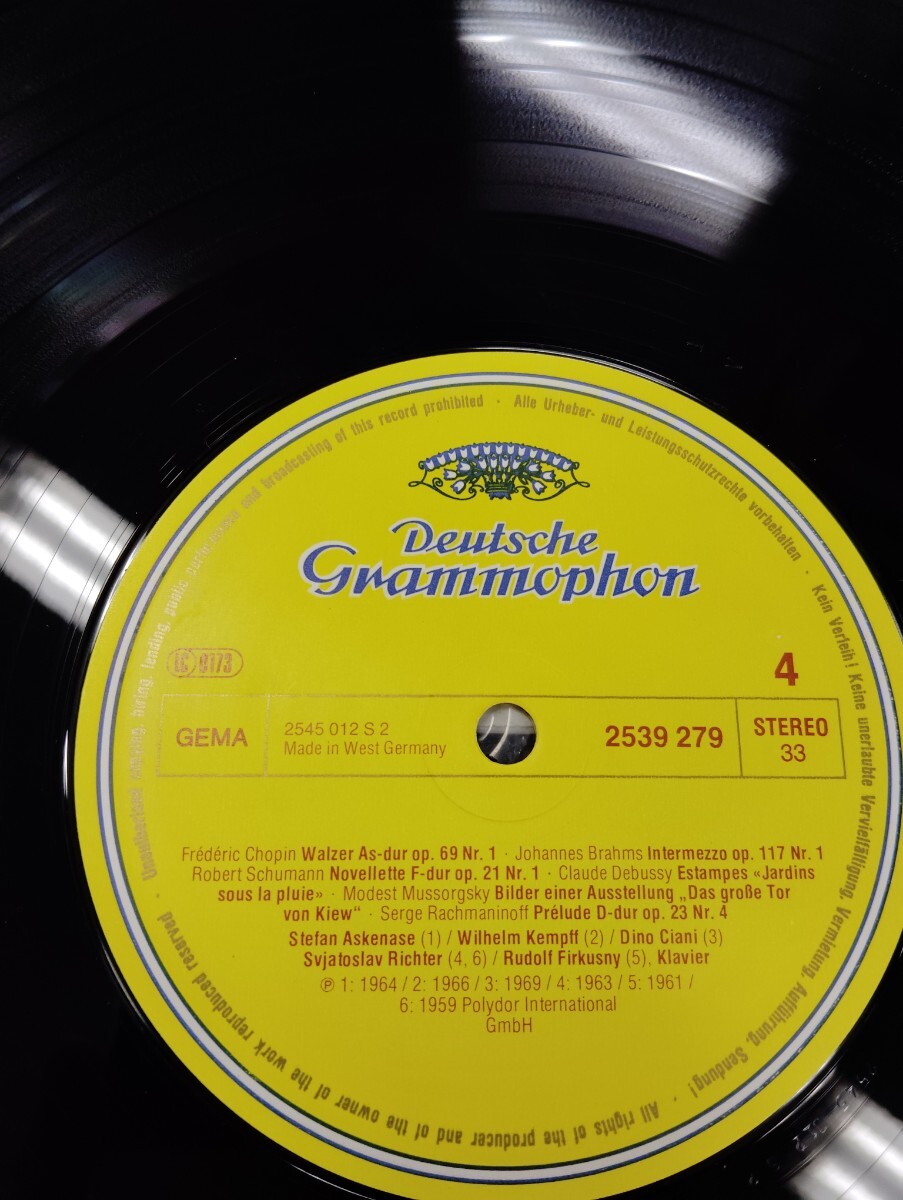 Unauthorized copying, hiring, lending, public performance and broadcasting of this record prohibited · Alle Urheber- und Leistungsschutzrechte vorbehalten · Kein Verleih! Keine unerlaubte Vervielfältigung, Vermietung, Aufführung, Sendung! · All rights of the producer and of the owner of the work reproduced reserved ·
Deutsche
Grammophon
LC 0173
4
GEMA
2545 012 S 2
Made in West Germany
2539 279
STEREO
33
Frédéric Chopin Walzer As-dur op. 69 Nr. 1 · Johannes Brahms Intermezzo op. 117 Nr. 1
Robert Schumann Novellette F-dur op. 21 Nr. 1 · Claude Debussy Estampes «Jardins
sous la pluie» · Modest Mussorgsky Bilder einer Ausstellung „Das große Tor
von Kiew“ · Serge Rachmaninoff Prélude D-dur op. 23 Nr. 4
Stefan Askenase (1) / Wilhelm Kempff (2) / Dino Ciani (3)
Svjatoslav Richter (4, 6) / Rudolf Firkusny (5), Klavier
℗ 1: 1964 / 2: 1966 / 3: 1969 / 4: 1963 / 5: 1961 /
6: 1959 Polydor International
GmbH